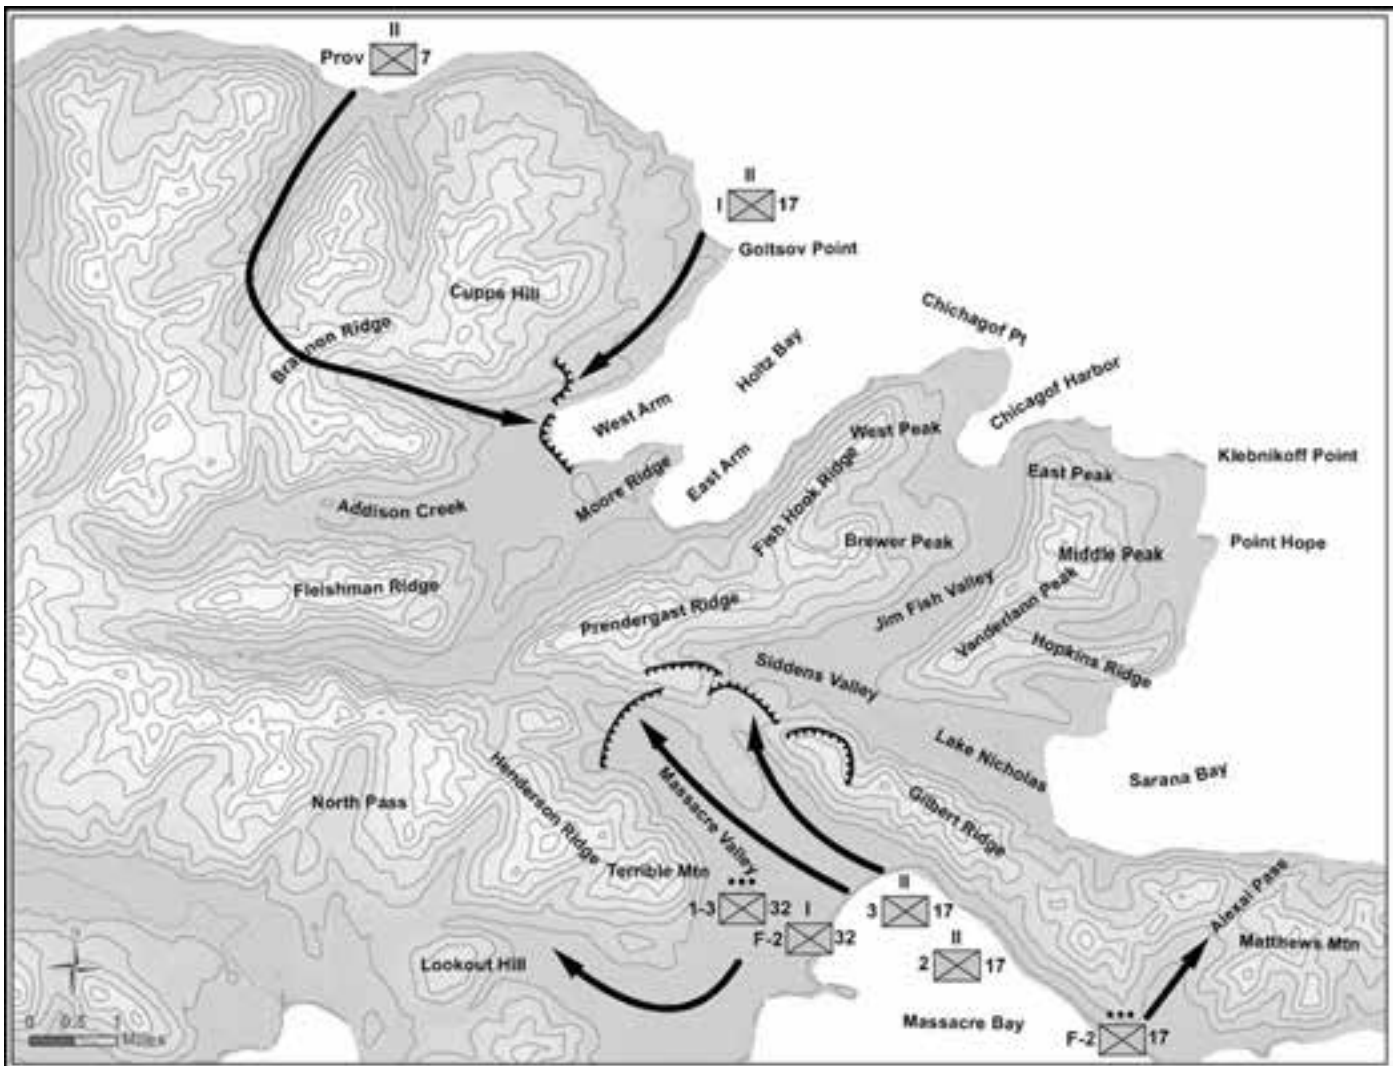 II
Prov 7
II
I 17
Goltsov Point
Cupps Hill
Brannon Ridge
Chichagof Pt
Holtz Bay
Chicagof Harbor
West Arm
West Peak
Klebnikoff Point
East Arm
East Peak
Moore Ridge
Addison Creek
Fish Hook Ridge
Brewer Peak
Middle Peak
Point Hope
Fleishman Ridge
Prendergast Ridge
Jim Fish Valley
Vanderlann Peak
Hopkins Ridge
Siddens Valley
Lake Nicholas
Sarana Bay
Henderson Ridge
Massacre Valley
North Pass
Gilbert Ridge
Terrible Mtn
1-3 32
I
F-2 32
II
3 17
II
2 17
Alexai Pass
Matthews Mtn
Lookout Hill
Massacre Bay
F-2 17
0 0.5 1
Miles